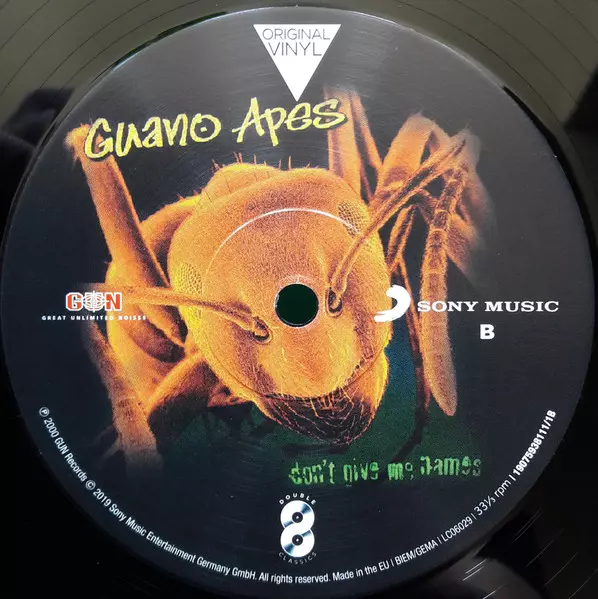 ORIGINAL
VINYL
Guano Apes
GUN
GREAT UNLIMITED NOISES
SONY MUSIC
B
don't give me names
DOUBLE
8
CLASSICS
℗ 2000 GUN Records © 2019 Sony Music Entertainment Germany GmbH. All rights reserved. Made in the EU | BIEM/GEMA | LC06029 | 33⅓ rpm | 19075938111/1B